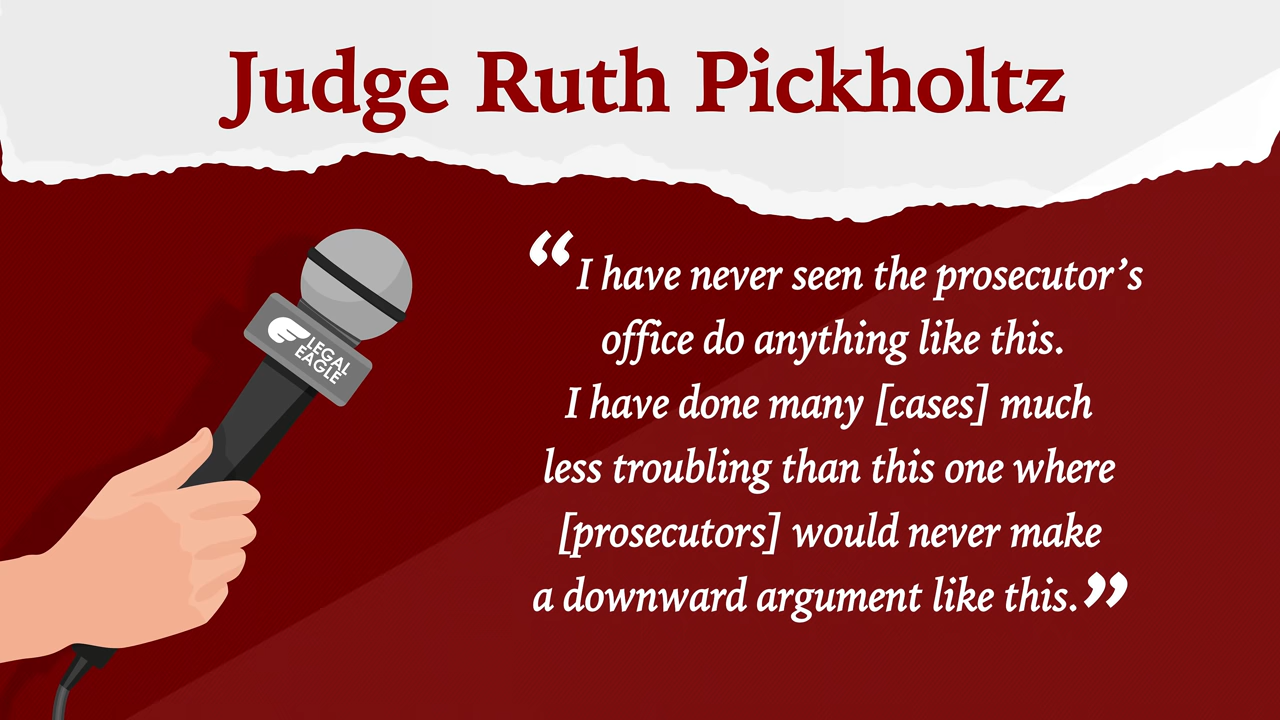 Judge Ruth Pickholtz
LEGAL
EAGLE
“I have never seen the prosecutor’s
office do anything like this.
I have done many [cases] much
less troubling than this one where
[prosecutors] would never make
a downward argument like this.”